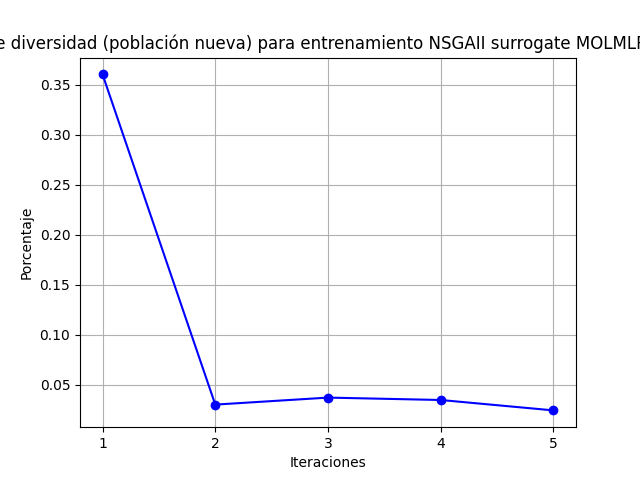 e diversidad (población nueva) para entrenamiento NSGAII surrogate MOLMLP
0.35
0.30
0.25
0.20
0.15
0.10
0.05
Porcentaje
1 2 3 4 5
Iteraciones